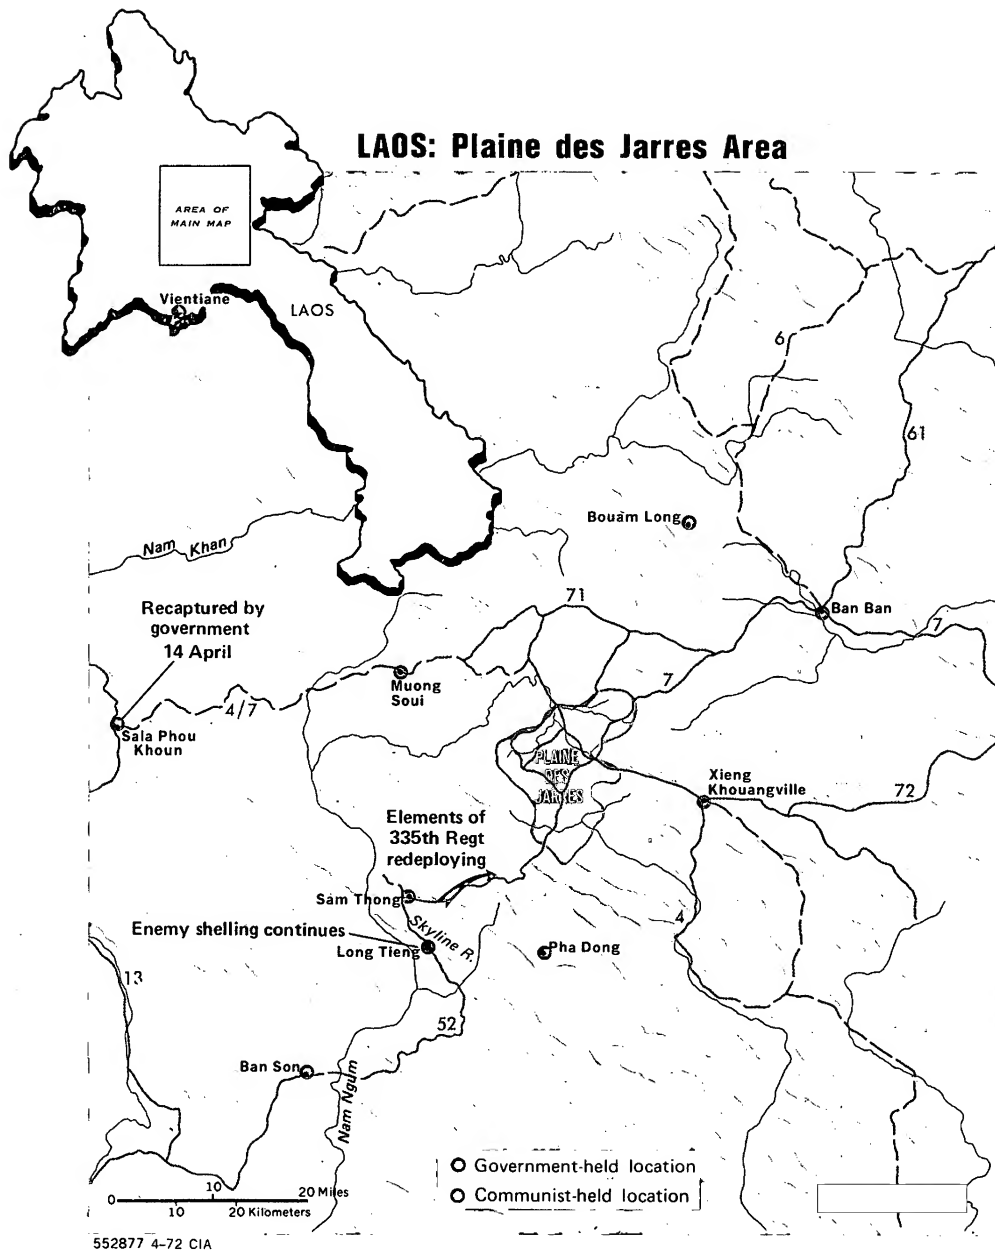 LAOS: Plaine des Jarres Area
AREA OF
MAIN MAP
Vientiane
LAOS
6
61
Bouam Long
Nam Khan
Recaptured by
government
14 April
71
Ban Ban
7
Muong
Soui
7
4/7
Sala Phou
Khoun
PLAINE
DES
JARRES
Xieng
Khouangville
72
Elements of
335th Regt
redeploying
Sam Thong
Skyline R.
4
Enemy shelling continues
Long Tieng
Pha Dong
13
52
Ban Son
Nam Ngum
Government-held location
Communist-held location
0 10 20 Miles
10 20 Kilometers
552877 4-72 CIA